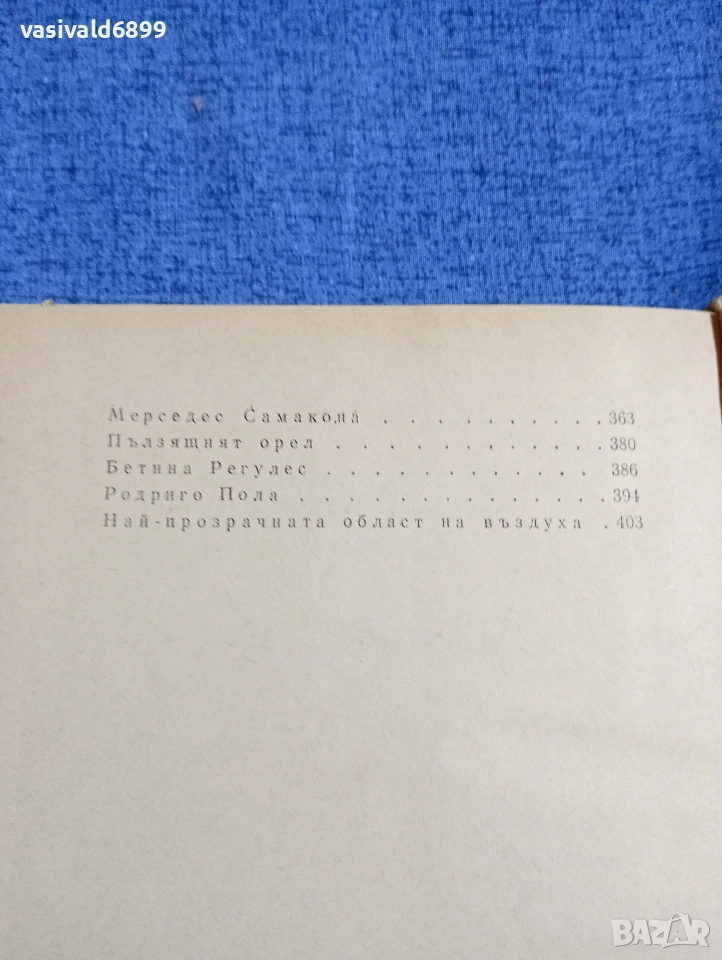 vasivald6899
Мерседес Самакона . . . . . . . . . . 363
Пълзящният орел . . . . . . . . . . . . 380
Бетина Регулес . . . . . . . . . . . . 386
Родриго Пола . . . . . . . . . . . . . 394
Най-прозрачната област на въздуха . 403
BAZAR